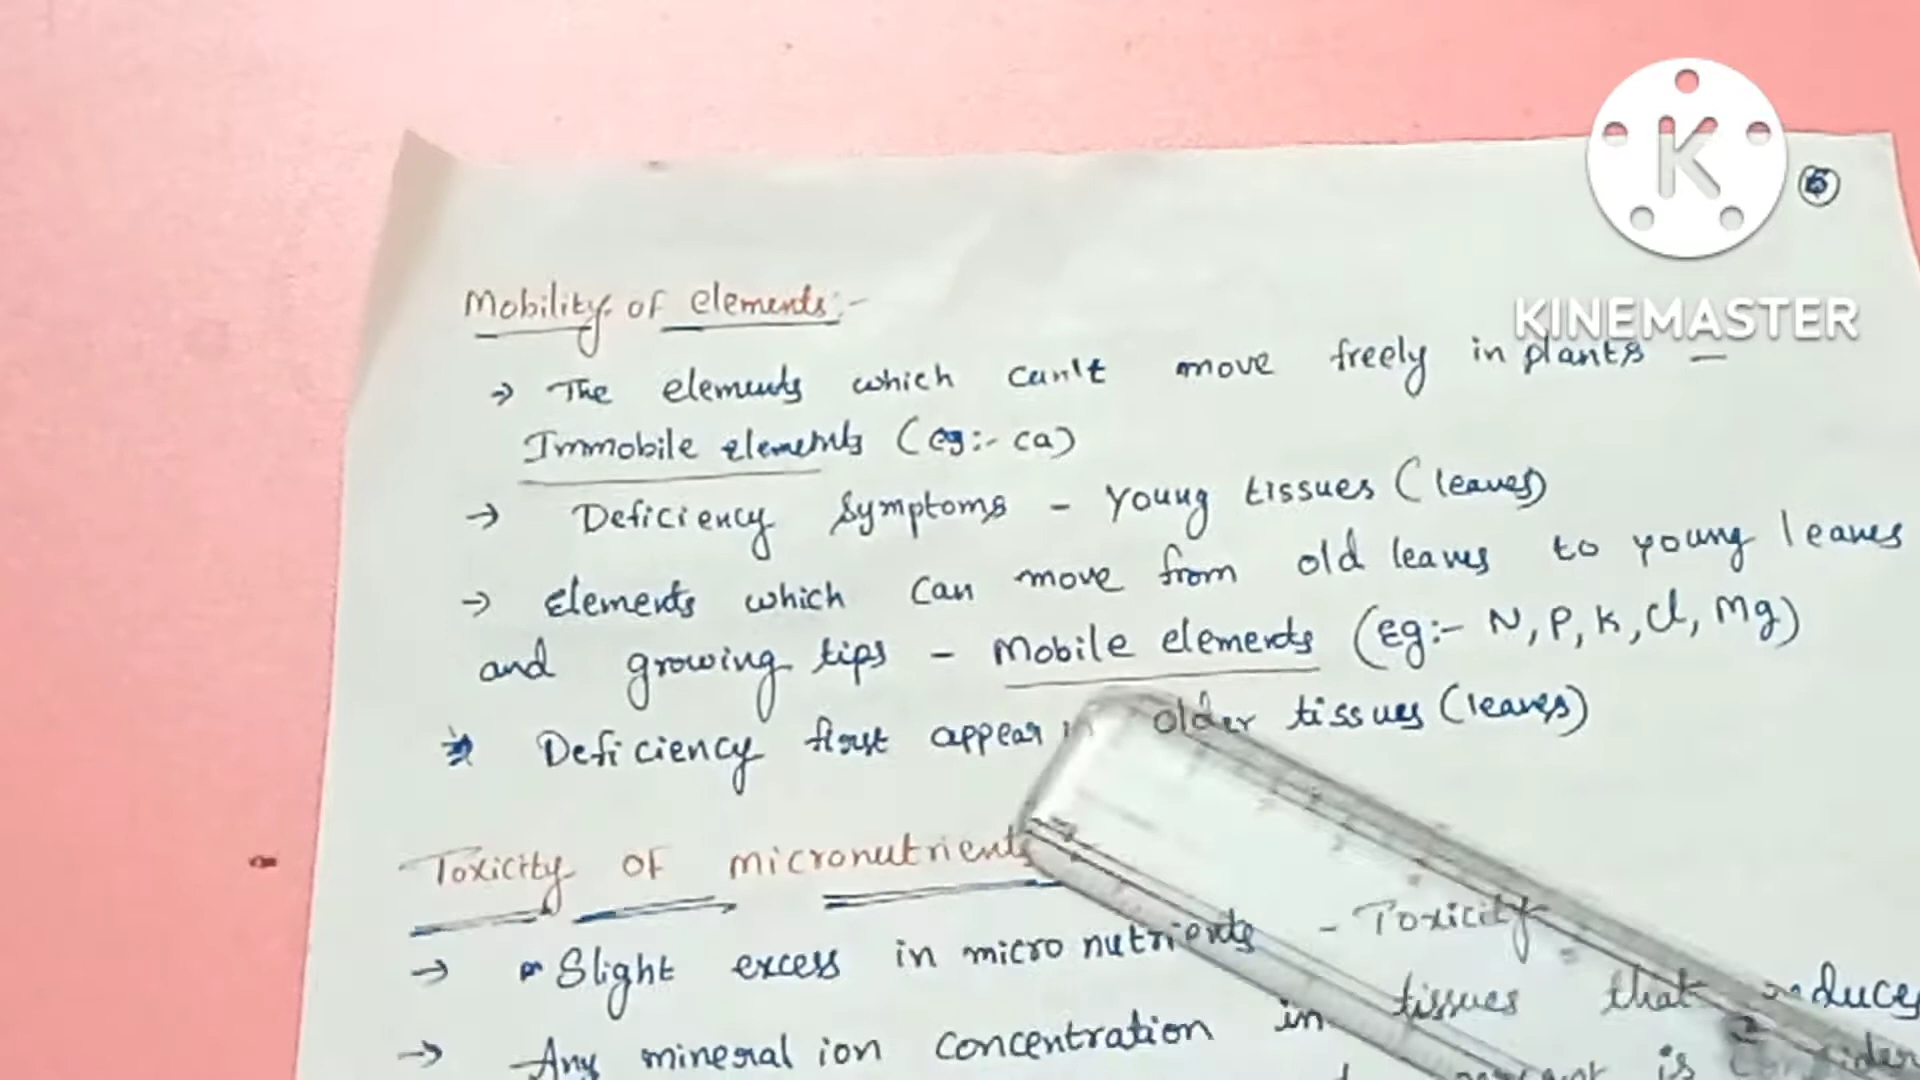 KINEMASTER
Mobility of elements:-
→ The elements which can't move freely in plants -
Immobile elements (eg:- ca)
→ Deficiency symptoms - young tissues (leaves)
→ Elements which can move from old leaves to young leaves
and growing tips - Mobile elements (Eg:- N, P, K, Cl, Mg)
Deficiency first appear in older tissues (leaves)
Toxicity of micronutrients
→ Slight excess in micro nutrients - Toxicity
→ Any mineral ion concentration in tissues that
is